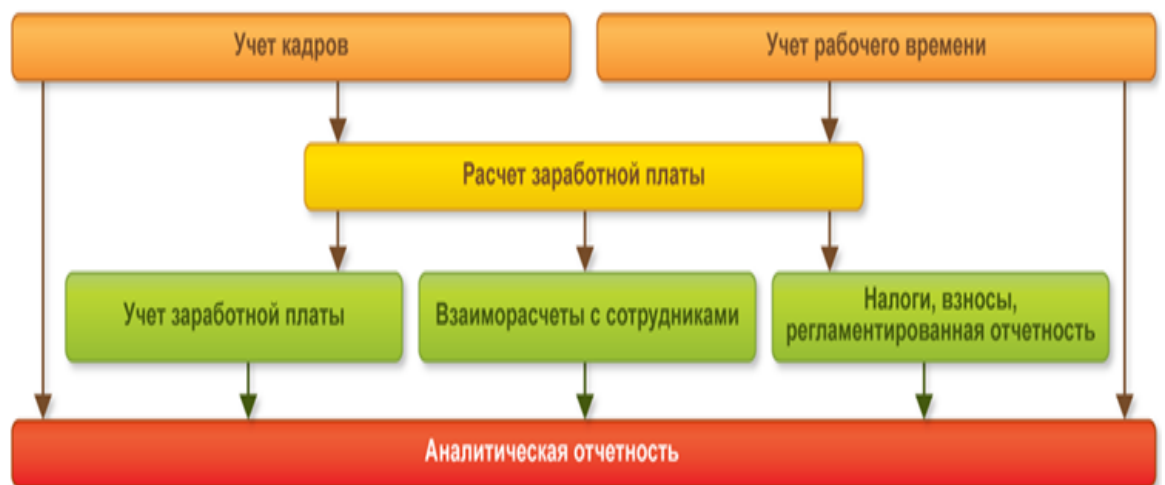 Учет кадров
Учет рабочего времени
Расчет заработной платы
Учет заработной платы
Взаиморасчеты с сотрудниками
Налоги, взносы,
регламентированная отчетность
Аналитическая отчетность